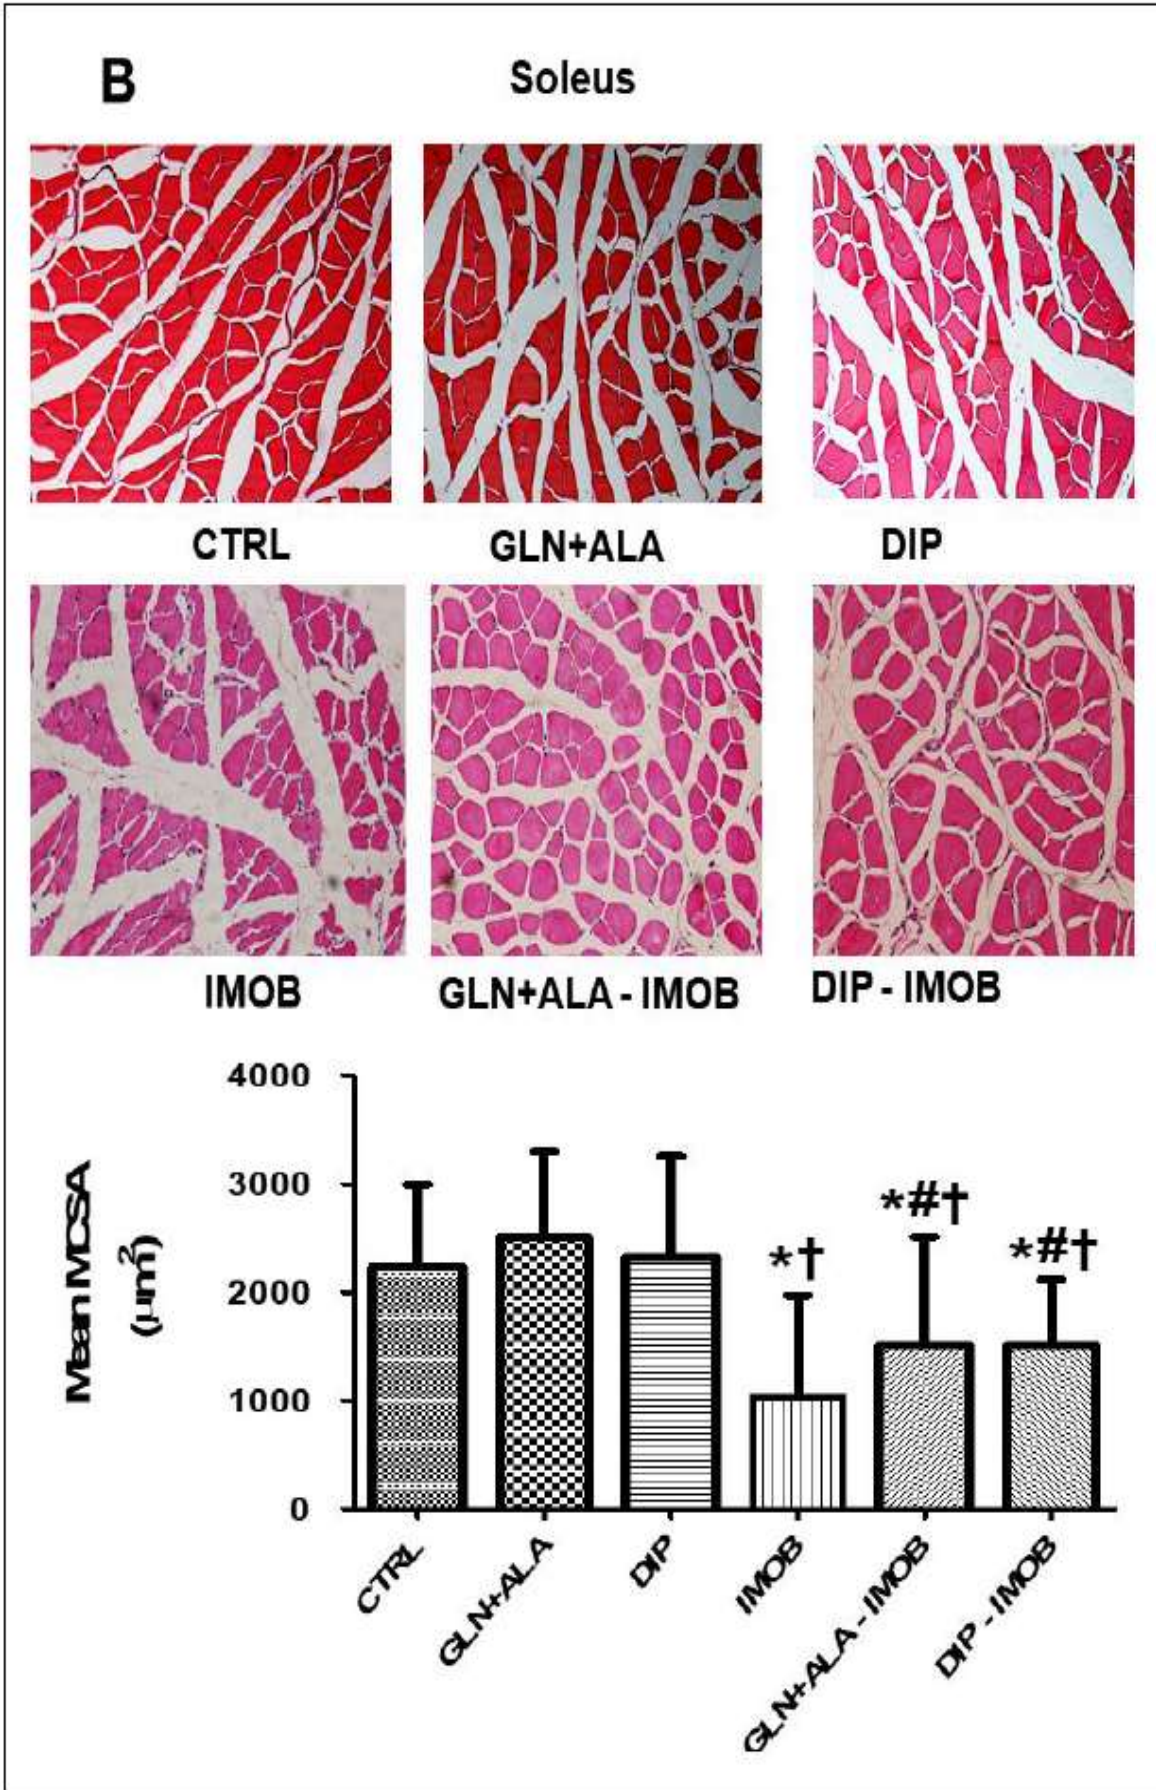 B
Soleus
CTRL
GLN+ALA
DIP
IMOB
GLN+ALA - IMOB
DIP - IMOB
4000
3000
2000
1000
0
Mean MCSA
(µm²)
*†
*#†
*#†
CTRL
GLN+ALA
DIP
IMOB
GLN+ALA - IMOB
DIP - IMOB